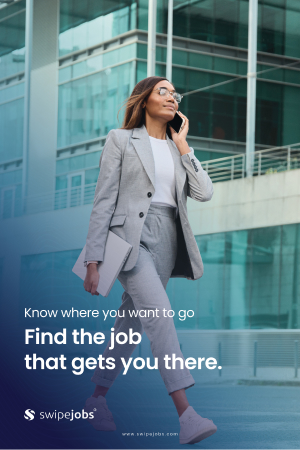 Know where you want to go
Find the job
that gets you there.
swipejobs®
www.swipejobs.com